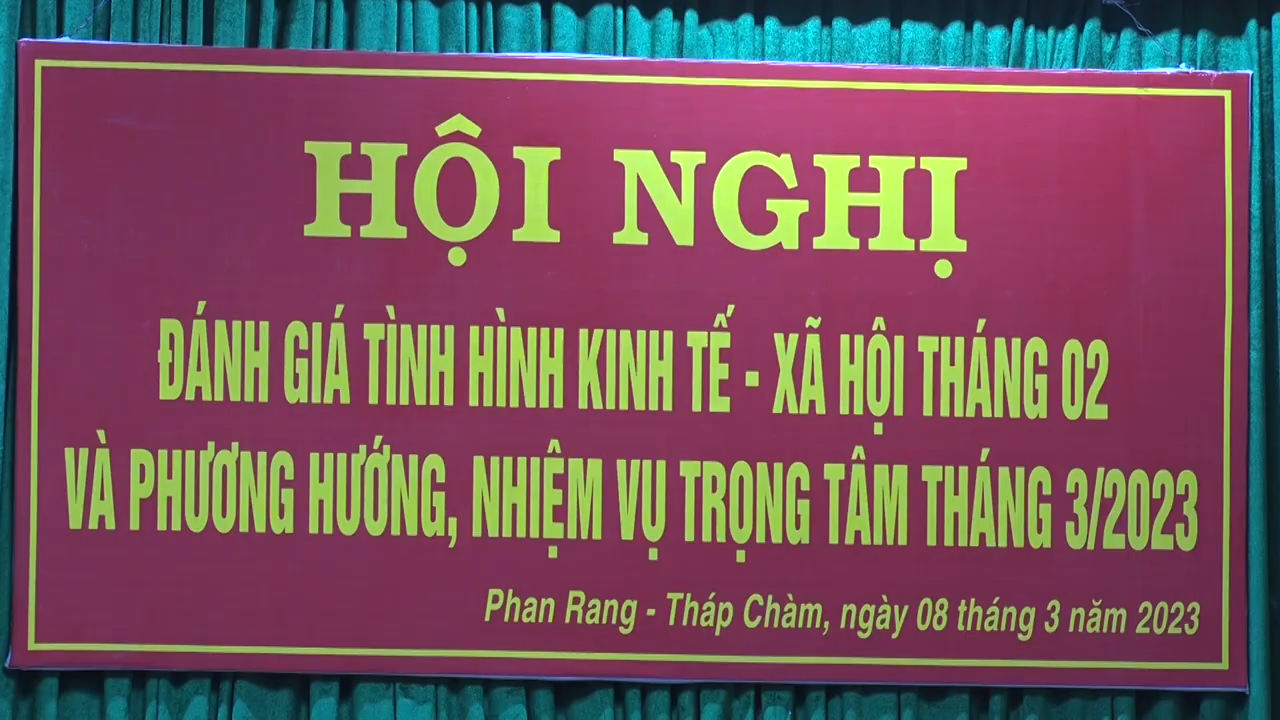 HỘI NGHỊ
ĐÁNH GIÁ TÌNH HÌNH KINH TẾ - XÃ HỘI THÁNG 02
VÀ PHƯƠNG HƯỚNG, NHIỆM VỤ TRỌNG TÂM THÁNG 3/2023
Phan Rang - Tháp Chàm, ngày 08 tháng 3 năm 2023